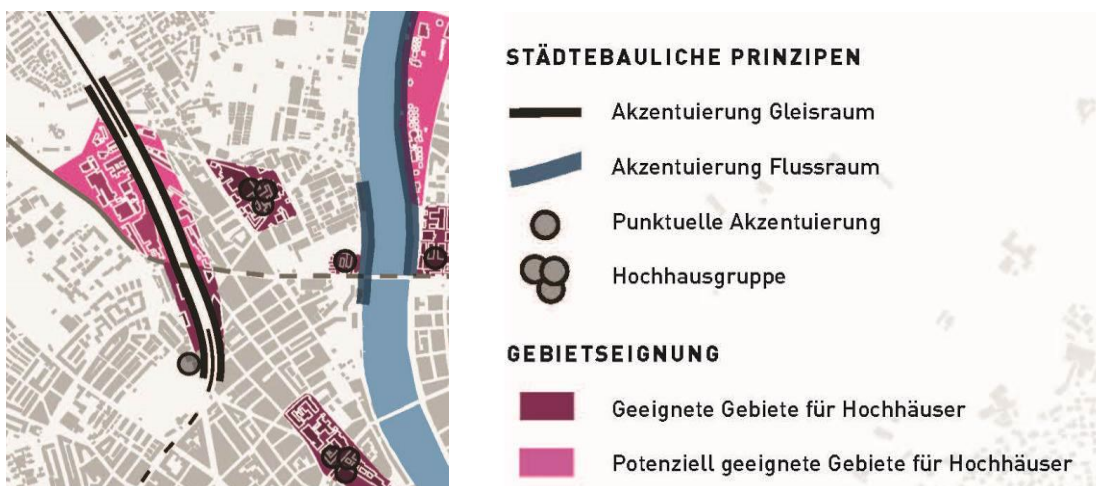 STÄDTEBAULICHE PRINZIPEN
Akzentuierung Gleisraum
Akzentuierung Flussraum
Punktuelle Akzentuierung
Hochhausgruppe
GEBIETSEIGNUNG
Geeignete Gebiete für Hochhäuser
Potenziell geeignete Gebiete für Hochhäuser